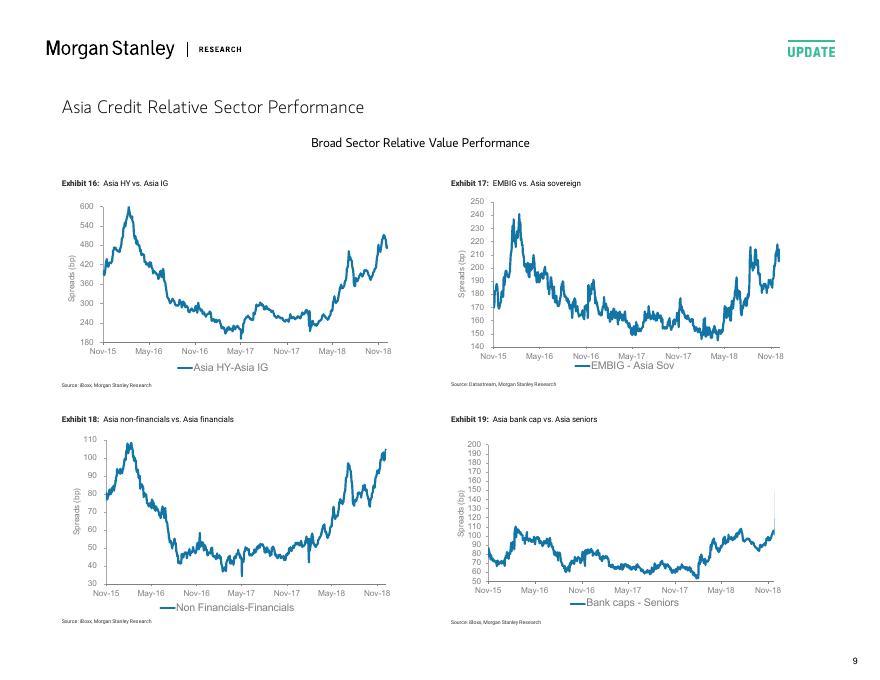 Morgan Stanley | RESEARCH
UPDATE
Asia Credit Relative Sector Performance
Broad Sector Relative Value Performance
Exhibit 16: Asia HY vs. Asia IG
600
540
480
420
360
300
240
180
Spreads (bp)
Nov-15 May-16 Nov-16 May-17 Nov-17 May-18 Nov-18
Asia HY-Asia IG
Source: iBoxx, Morgan Stanley Research
Exhibit 17: EMBIG vs. Asia sovereign
250
240
230
220
210
200
190
180
170
160
150
140
Spreads (bp)
Nov-15 May-16 Nov-16 May-17 Nov-17 May-18 Nov-18
EMBIG - Asia Sov
Source: Datastream, Morgan Stanley Research
Exhibit 18: Asia non-financials vs. Asia financials
110
100
90
80
70
60
50
40
30
Spreads (bp)
Nov-15 May-16 Nov-16 May-17 Nov-17 May-18 Nov-18
Non Financials-Financials
Source: iBoxx, Morgan Stanley Research
Exhibit 19: Asia bank cap vs. Asia seniors
200
190
180
170
160
150
140
130
120
110
100
90
80
70
60
50
Spreads (bp)
Nov-15 May-16 Nov-16 May-17 Nov-17 May-18 Nov-18
Bank caps - Seniors
Source: iBoxx, Morgan Stanley Research
9